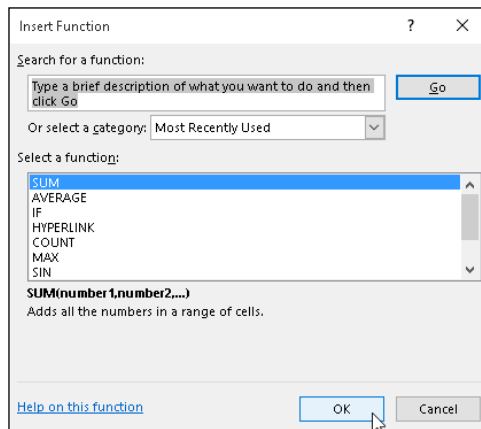 Insert Function ? ×
Search for a function:
Type a brief description of what you want to do and then
click Go
Go
Or select a category: Most Recently Used
Select a function:
SUM
AVERAGE
IF
HYPERLINK
COUNT
MAX
SIN
SUM(number1,number2,...)
Adds all the numbers in a range of cells.
Help on this function
OK
Cancel